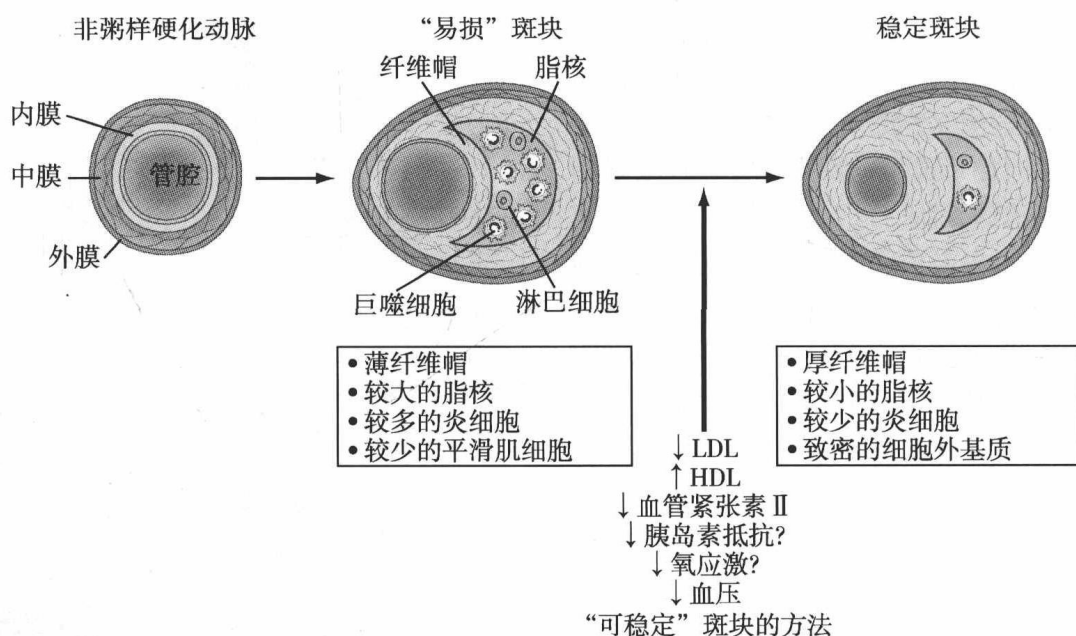 非粥样硬化动脉
“易损”斑块
稳定斑块
纤维帽
脂核
内膜
中膜
管腔
外膜
巨噬细胞
淋巴细胞
• 薄纤维帽
• 较大的脂核
• 较多的炎细胞
• 较少的平滑肌细胞
• 厚纤维帽
• 较小的脂核
• 较少的炎细胞
• 致密的细胞外基质
↓ LDL
↑ HDL
↓ 血管紧张素 Ⅱ
↓ 胰岛素抵抗?
↓ 氧应激?
↓ 血压
“可稳定”斑块的方法